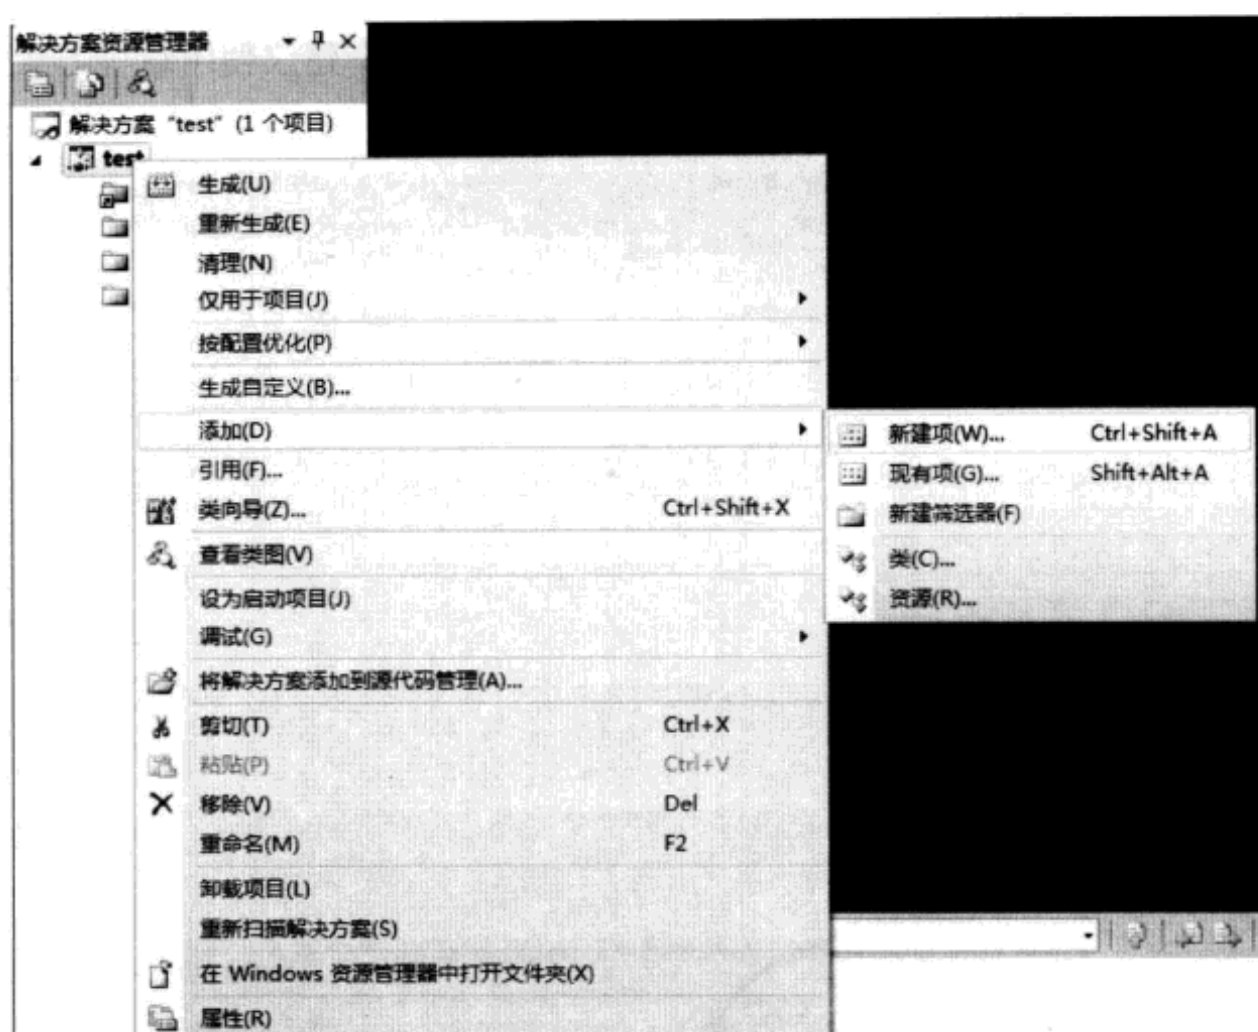 解决方案资源管理器
解决方案 "test" (1 个项目)
test
生成(U)
重新生成(E)
清理(N)
仅用于项目(J)
按配置优化(P)
生成自定义(B)...
添加(D)
新建项(W)... Ctrl+Shift+A
现有项(G)... Shift+Alt+A
新建筛选器(F)
类(C)...
资源(R)...
引用(F)...
类向导(Z)... Ctrl+Shift+X
查看类图(V)
设为启动项目(J)
调试(G)
将解决方案添加到源代码管理(A)...
剪切(T) Ctrl+X
粘贴(P) Ctrl+V
移除(V) Del
重命名(M) F2
卸载项目(L)
重新扫描解决方案(S)
在 Windows 资源管理器中打开文件夹(X)
属性(R)